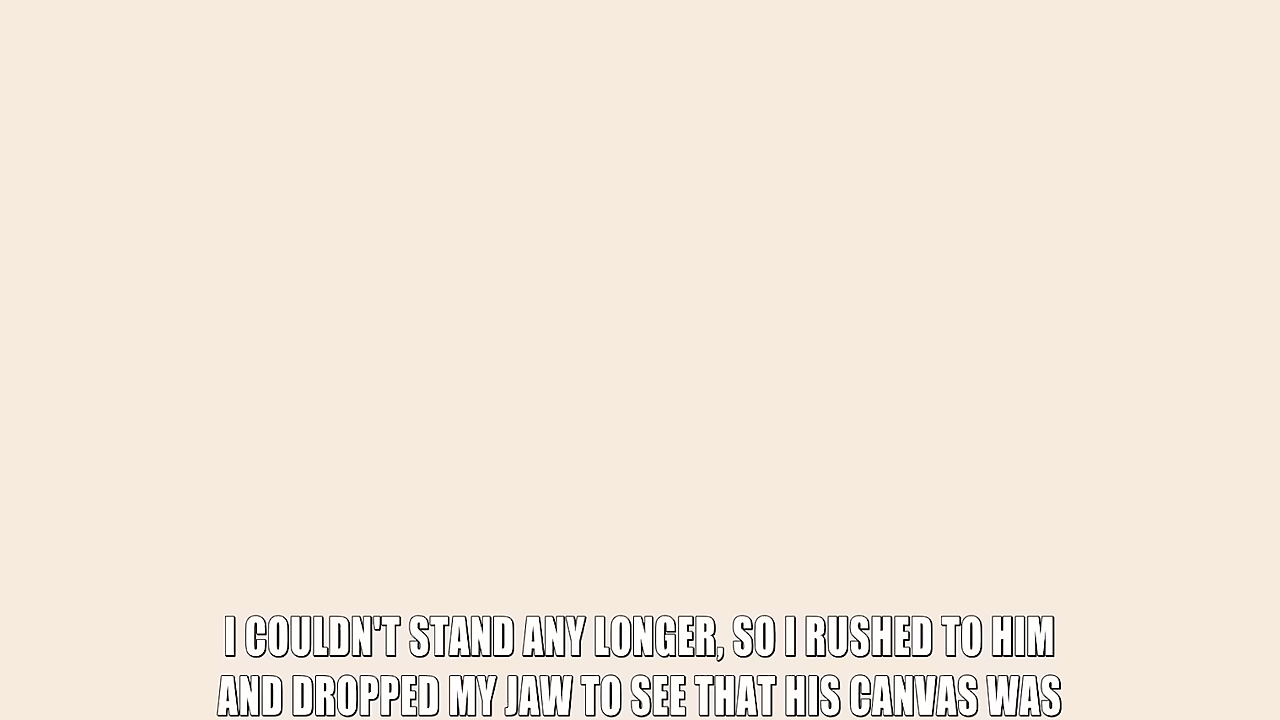 I COULDN'T STAND ANY LONGER, SO I RUSHED TO HIM
AND DROPPED MY JAW TO SEE THAT HIS CANVAS WAS